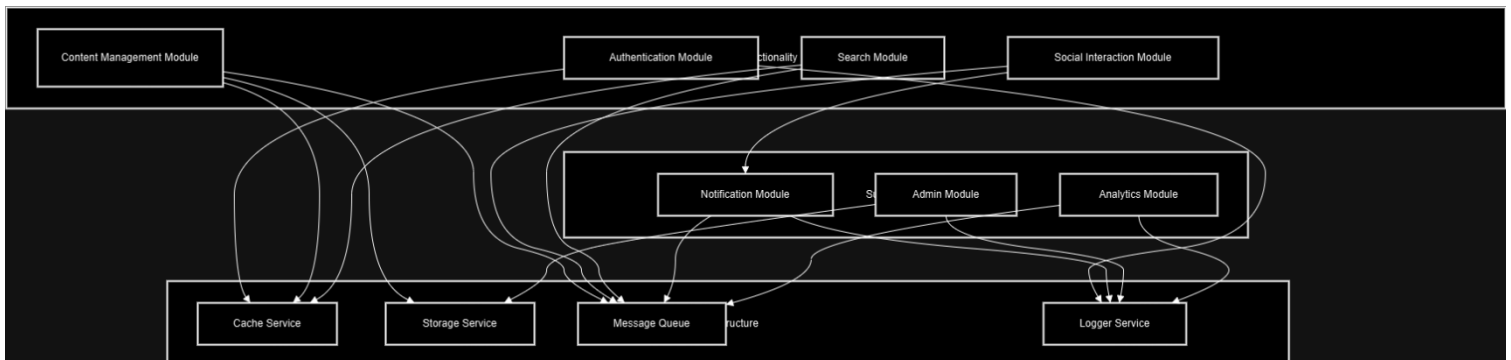 Content Management Module
Authentication Module
Search Module
Social Interaction Module
Notification Module
Admin Module
Analytics Module
Cache Service
Storage Service
Message Queue
Logger Service